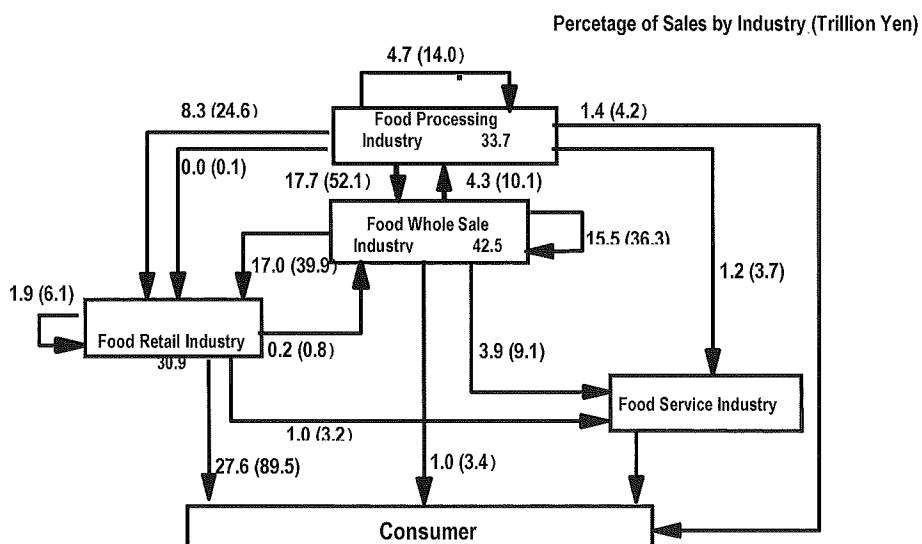 Percetage of Sales by Industry (Trillion Yen)
4.7 (14.0)
8.3 (24.6)
Food Processing
Industry 33.7
1.4 (4.2)
0.0 (0.1)
17.7 (52.1)
4.3 (10.1)
Food Whole Sale
Industry 42.5
15.5 (36.3)
17.0 (39.9)
1.2 (3.7)
1.9 (6.1)
Food Retail Industry
30.9
0.2 (0.8)
3.9 (9.1)
Food Service Industry
1.0 (3.2)
27.6 (89.5)
1.0 (3.4)
Consumer